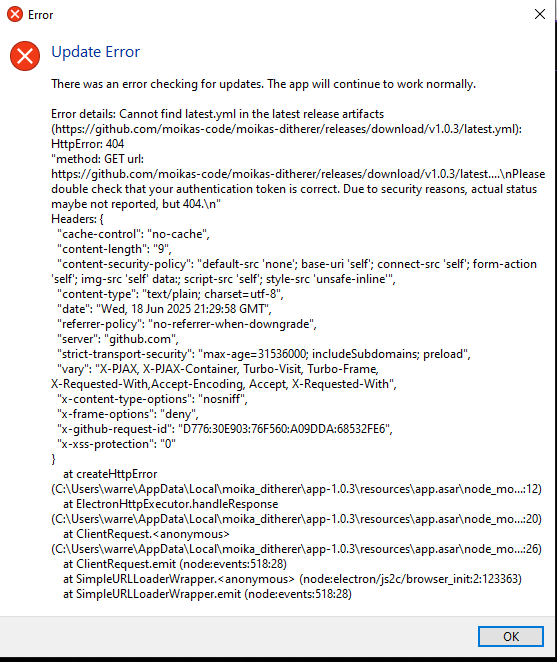 Error
Update Error
There was an error checking for updates. The app will continue to work normally.
Error details: Cannot find latest.yml in the latest release artifacts
(https://github.com/moikas-code/moikas-ditherer/releases/download/v1.0.3/latest.yml):
HttpError: 404
"method: GET url:
https://github.com/moikas-code/moikas-ditherer/releases/download/v1.0.3/latest....\nPlease
double check that your authentication token is correct. Due to security reasons, actual status
maybe not reported, but 404.\n"
Headers: {
"cache-control": "no-cache",
"content-length": "9",
"content-security-policy": "default-src 'none'; base-uri 'self'; connect-src 'self'; form-action
'self'; img-src 'self' data:; script-src 'self'; style-src 'unsafe-inline'",
"content-type": "text/plain; charset=utf-8",
"date": "Wed, 18 Jun 2025 21:29:58 GMT",
"referrer-policy": "no-referrer-when-downgrade",
"server": "github.com",
"strict-transport-security": "max-age=31536000; includeSubdomains; preload",
"vary": "X-PJAX, X-PJAX-Container, Turbo-Visit, Turbo-Frame,
X-Requested-With,Accept-Encoding, Accept, X-Requested-With",
"x-content-type-options": "nosniff",
"x-frame-options": "deny",
"x-github-request-id": "D776:30E903:76F560:A09DDA:68532FE6",
"x-xss-protection": "0"
}
at createHttpError
(C:\Users\warre\AppData\Local\moika_ditherer\app-1.0.3\resources\app.asar\node_mo...:12)
at ElectronHttpExecutor.handleResponse
(C:\Users\warre\AppData\Local\moika_ditherer\app-1.0.3\resources\app.asar\node_mo...:20)
at ClientRequest.<anonymous>
(C:\Users\warre\AppData\Local\moika_ditherer\app-1.0.3\resources\app.asar\node_mo...:26)
at ClientRequest.emit (node:events:518:28)
at SimpleURLLoaderWrapper.<anonymous> (node:electron/js2c/browser_init:2:123363)
at SimpleURLLoaderWrapper.emit (node:events:518:28)
OK